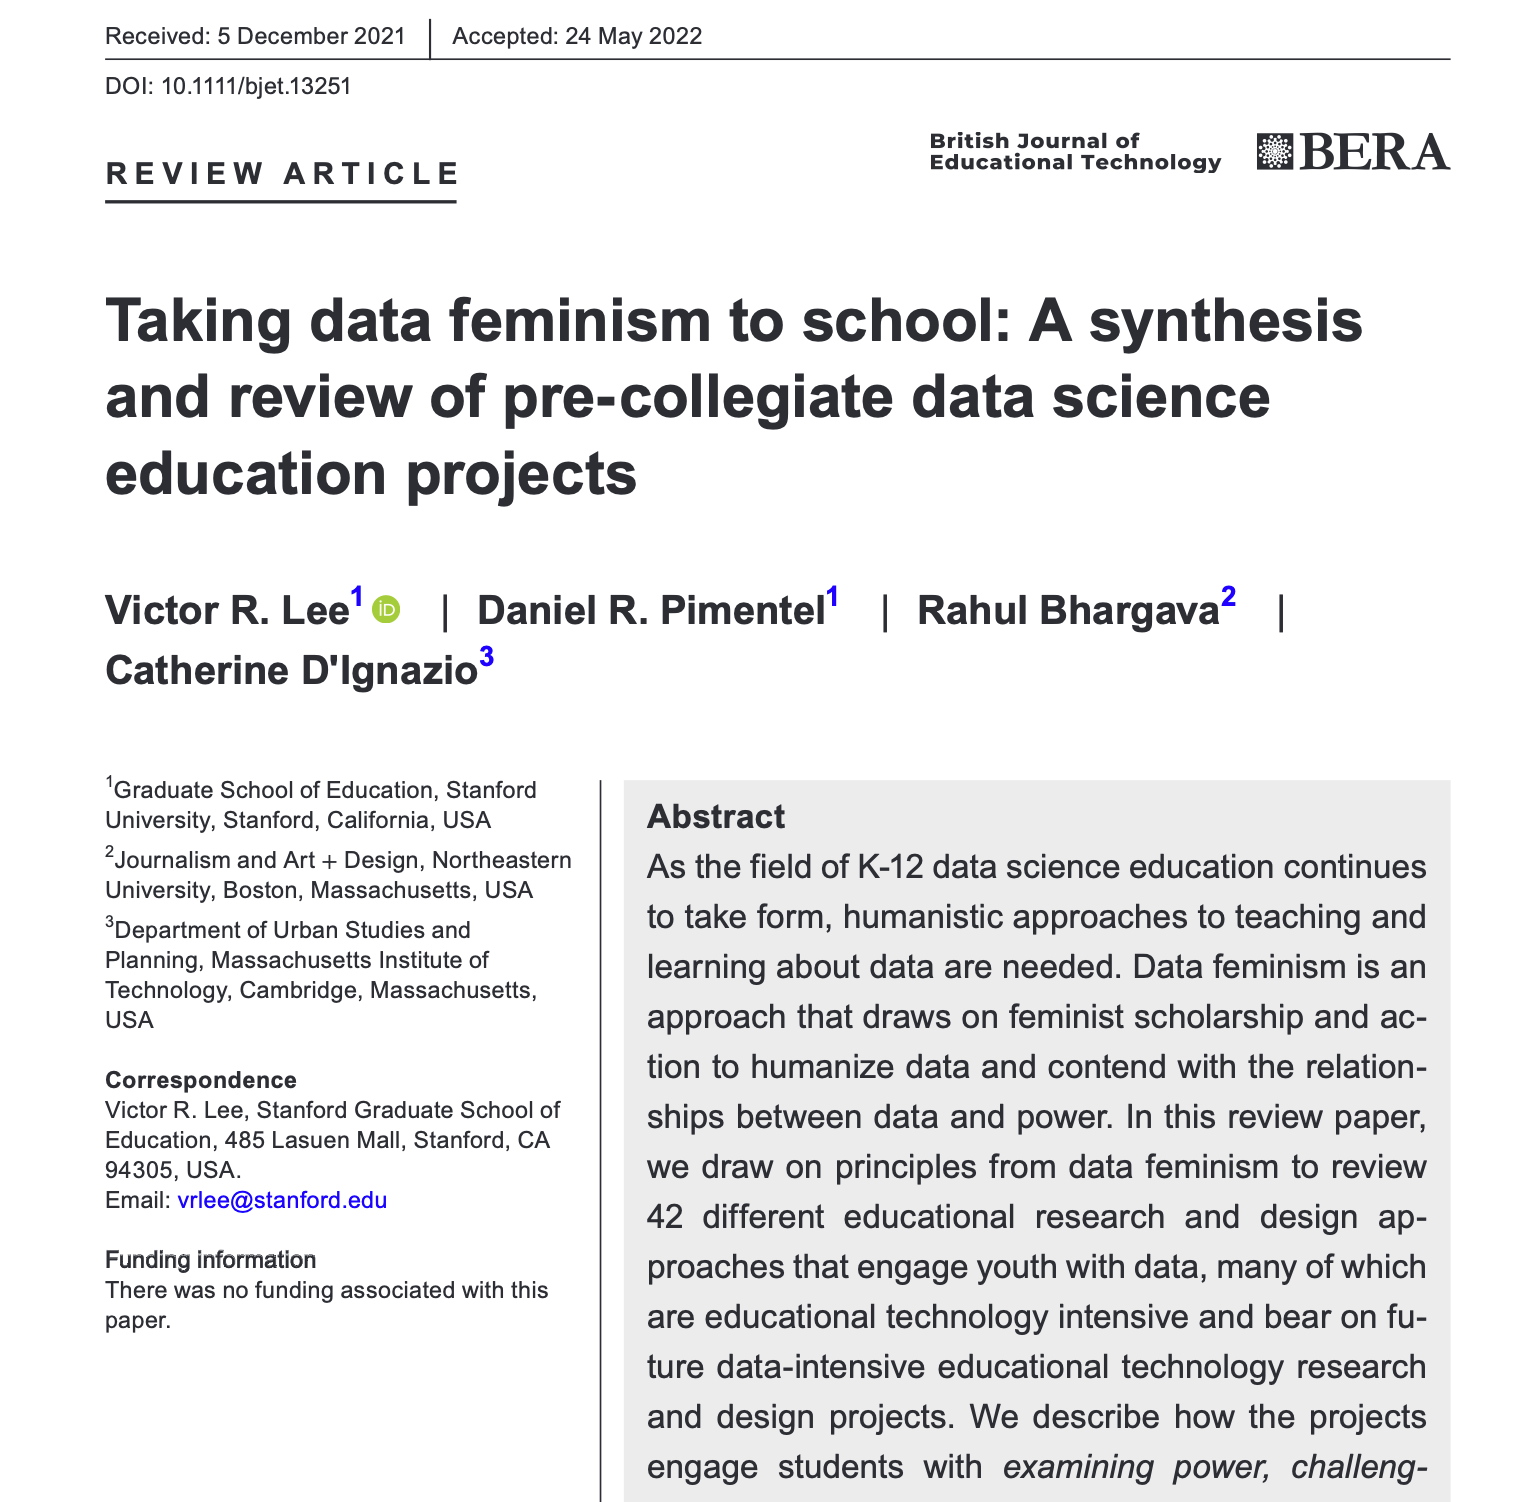 Received: 5 December 2021 | Accepted: 24 May 2022
DOI: 10.1111/bjet.13251
REVIEW ARTICLE
British Journal of
Educational Technology
BERA
Taking data feminism to school: A synthesis
and review of pre-collegiate data science
education projects
Victor R. Lee1 iD | Daniel R. Pimentel1 | Rahul Bhargava2 |
Catherine D'Ignazio3
1Graduate School of Education, Stanford
University, Stanford, California, USA
2Journalism and Art + Design, Northeastern
University, Boston, Massachusetts, USA
3Department of Urban Studies and
Planning, Massachusetts Institute of
Technology, Cambridge, Massachusetts,
USA
Correspondence
Victor R. Lee, Stanford Graduate School of
Education, 485 Lasuen Mall, Stanford, CA
94305, USA.
Email: vrlee@stanford.edu
Funding information
There was no funding associated with this
paper.
Abstract
As the field of K-12 data science education continues
to take form, humanistic approaches to teaching and
learning about data are needed. Data feminism is an
approach that draws on feminist scholarship and ac-
tion to humanize data and contend with the relation-
ships between data and power. In this review paper,
we draw on principles from data feminism to review
42 different educational research and design ap-
proaches that engage youth with data, many of which
are educational technology intensive and bear on fu-
ture data-intensive educational technology research
and design projects. We describe how the projects
engage students with examining power, challeng-